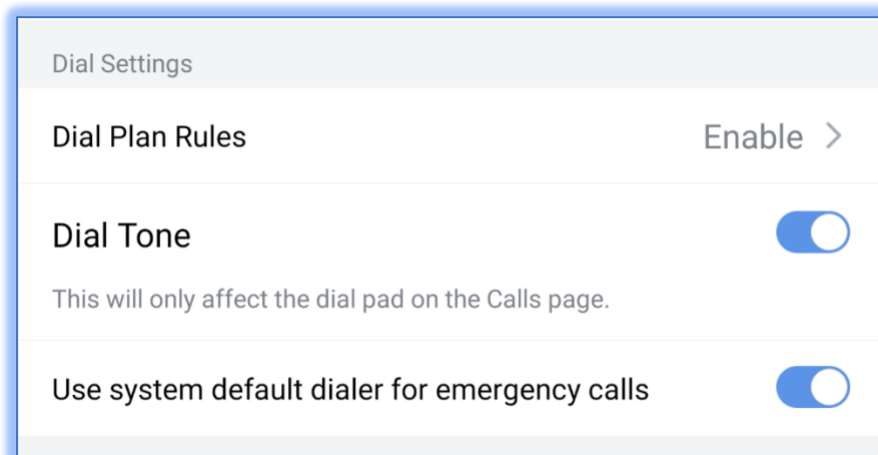 Dial Settings
Dial Plan Rules
Enable
Dial Tone
This will only affect the dial pad on the Calls page.
Use system default dialer for emergency calls